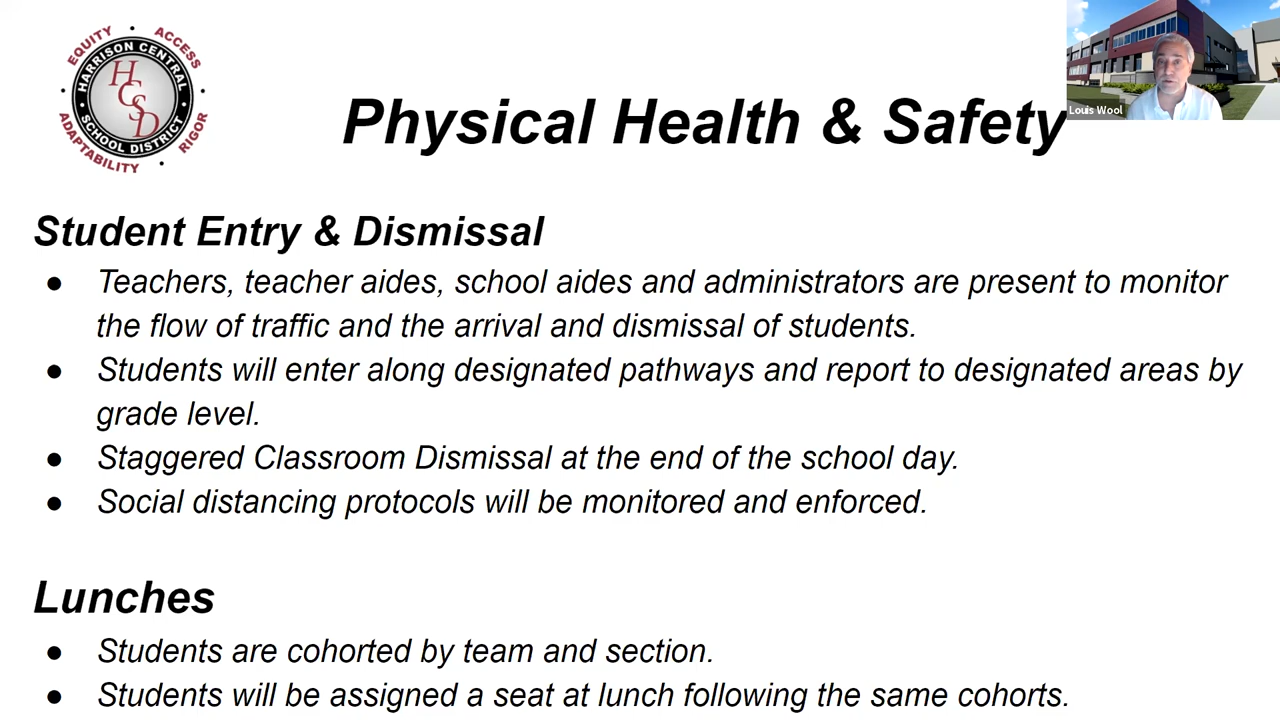 EQUITY
ACCESS
HARRISON CENTRAL
HCSD
SCHOOL DISTRICT
ADAPTABILITY
RIGOR
Louis Wool
Physical Health & Safety
Student Entry & Dismissal
● Teachers, teacher aides, school aides and administrators are present to monitor
the flow of traffic and the arrival and dismissal of students.
● Students will enter along designated pathways and report to designated areas by
grade level.
● Staggered Classroom Dismissal at the end of the school day.
● Social distancing protocols will be monitored and enforced.
Lunches
● Students are cohorted by team and section.
● Students will be assigned a seat at lunch following the same cohorts.